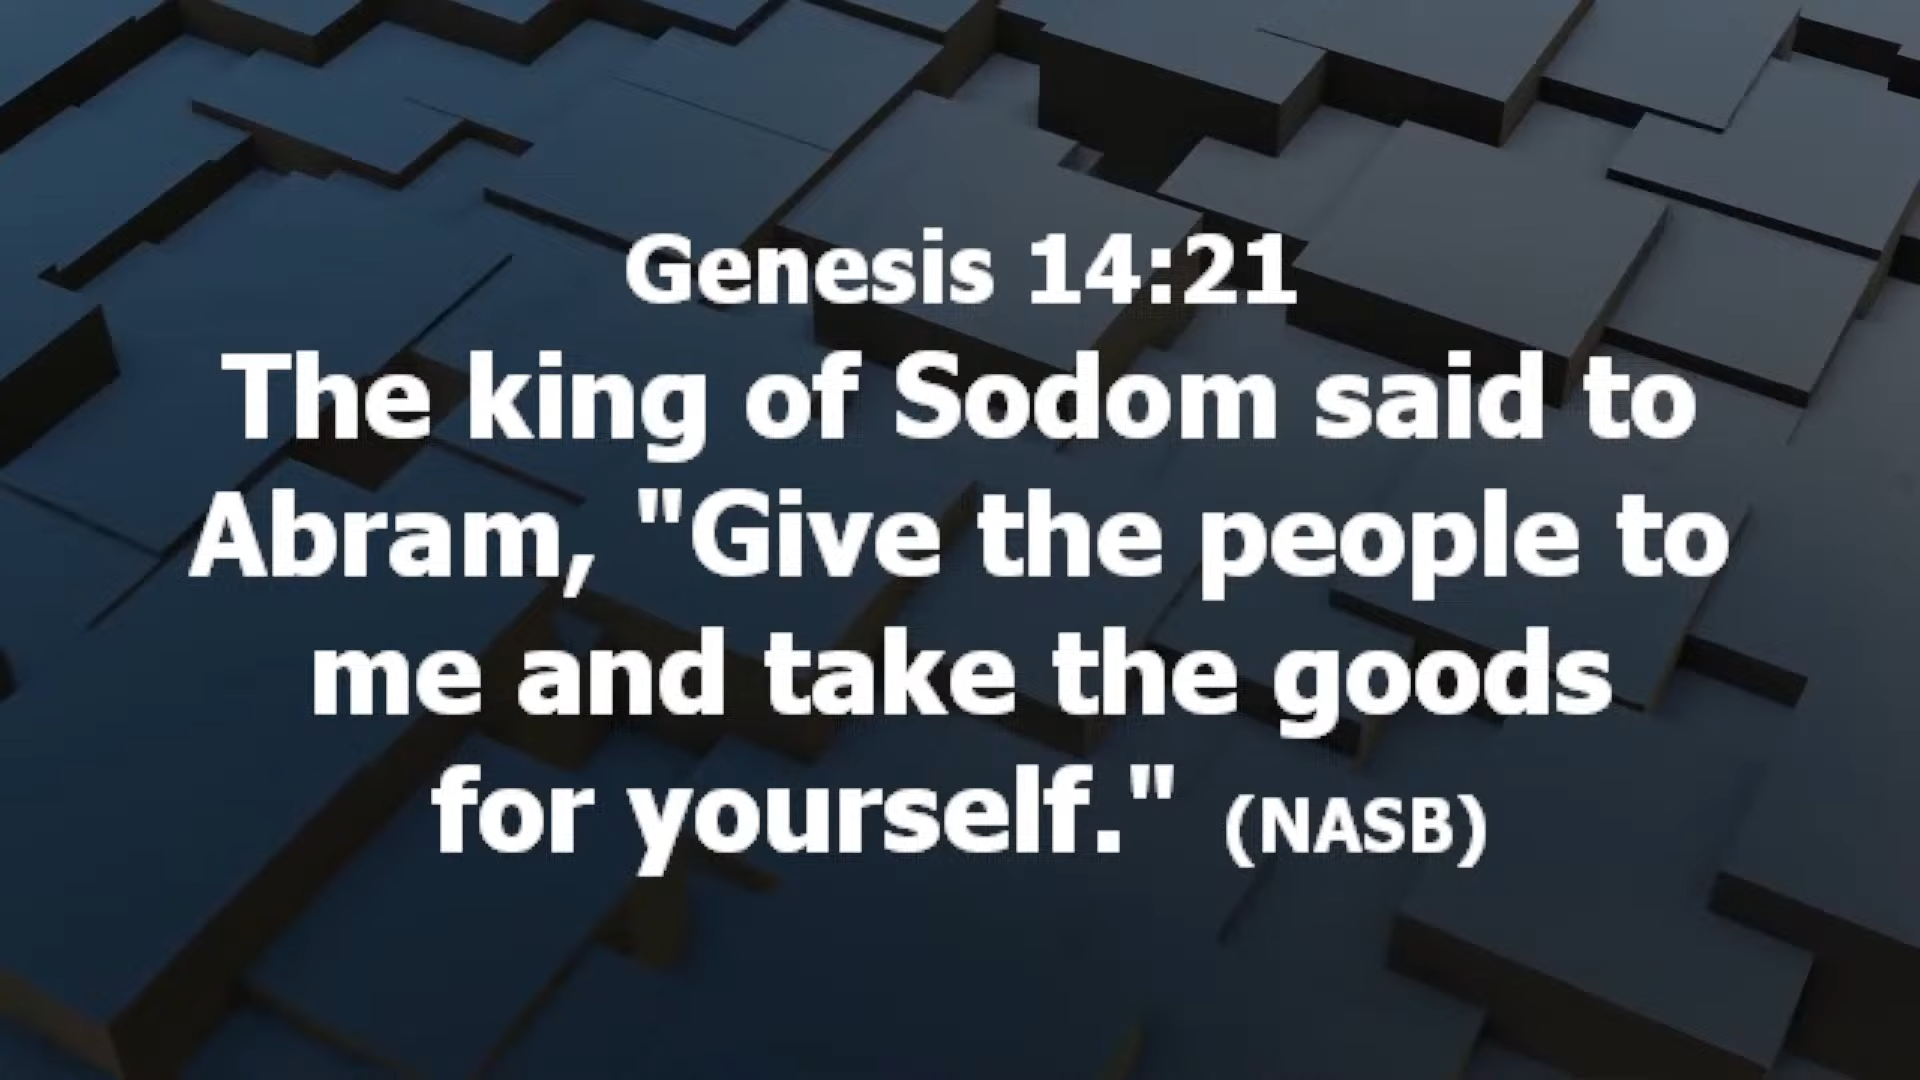 Genesis 14:21
The king of Sodom said to
Abram, "Give the people to
me and take the goods
for yourself." (NASB)